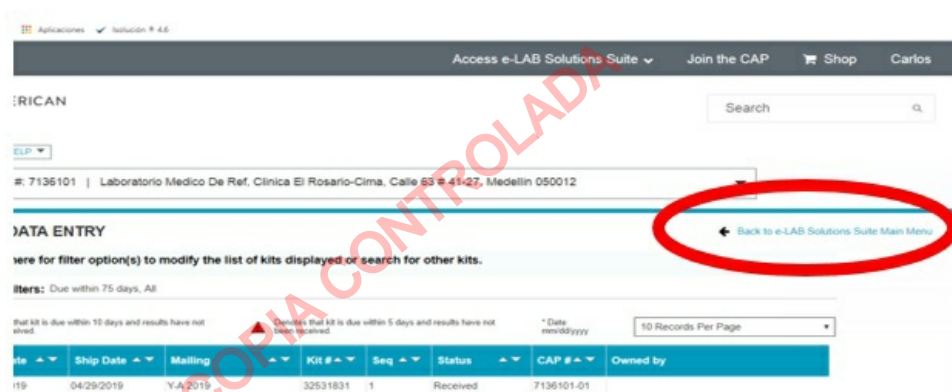 Aplicaciones Isolución ® 4.6
Access e-LAB Solutions Suite Join the CAP Shop Carlos
ERICAN
Search
ELP
#: 7136101 | Laboratorio Medico De Ref, Clinica El Rosario-Cima, Calle 63 # 41-27, Medellin 050012
DATA ENTRY
Back to e-LAB Solutions Suite Main Menu
here for filter option(s) to modify the list of kits displayed or search for other kits.
ilters: Due within 75 days, All
that kit is due within 10 days and results have not
eived.
Denotes that kit is due within 5 days and results have not
been received.
* Date:
mm/dd/yyyy
10 Records Per Page
ate Ship Date Mailing Kit # Seq Status CAP # Owned by
019 04/29/2019 Y-A 2019 32531831 1 Received 7136101-01
COPIA CONTROLADA